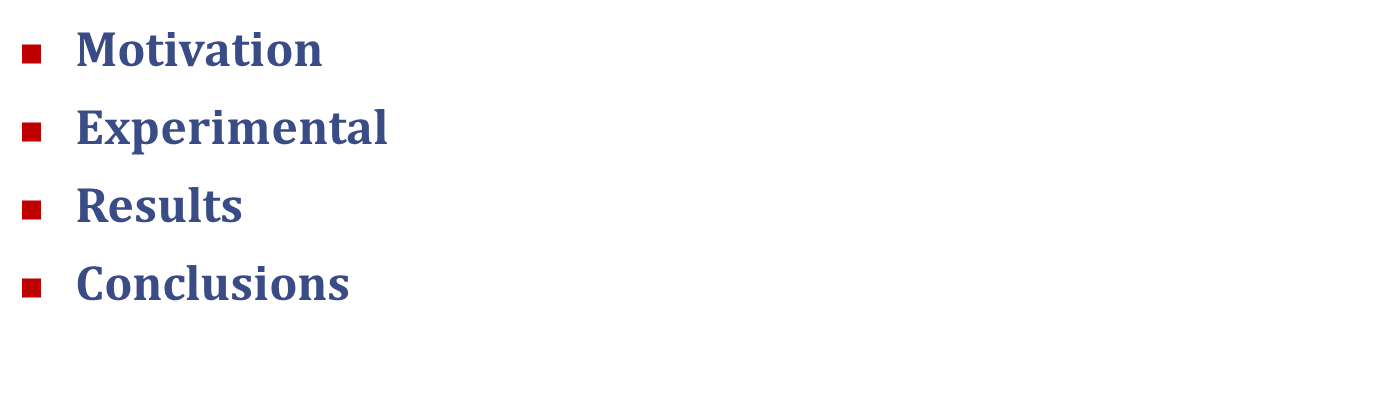 Motivation
Experimental
Results
Conclusions